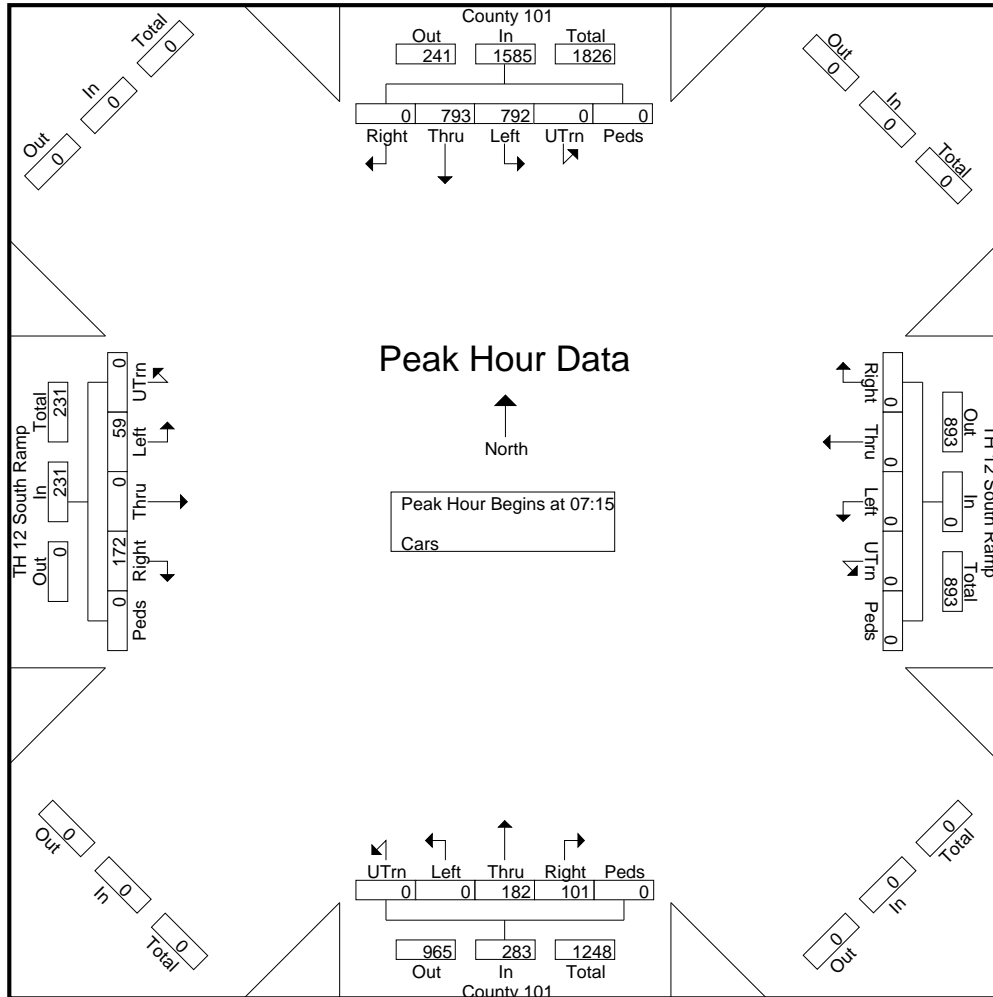 County 101
Out In Total
241 1585 1826
0 793 792 0 0
Right Thru Left UTrn Peds
Total 0
In 0
Out 0
Out 0
In 0
Total 0
TH 12 South Ramp
Total 231
In 231
Out 0
0 UTrn
59 Left
0 Thru
172 Right
0 Peds
Peak Hour Data
North
Peak Hour Begins at 07:15
Cars
Right 0
Thru 0
Left 0
UTrn 0
Peds 0
Out 893
In 0
Total 893
TH 12 South Ramp
Out 0
In 0
Total 0
UTrn Left Thru Right Peds
0 0 182 101 0
965 283 1248
Out In Total
County 101
Total 0
In 0
Out 0